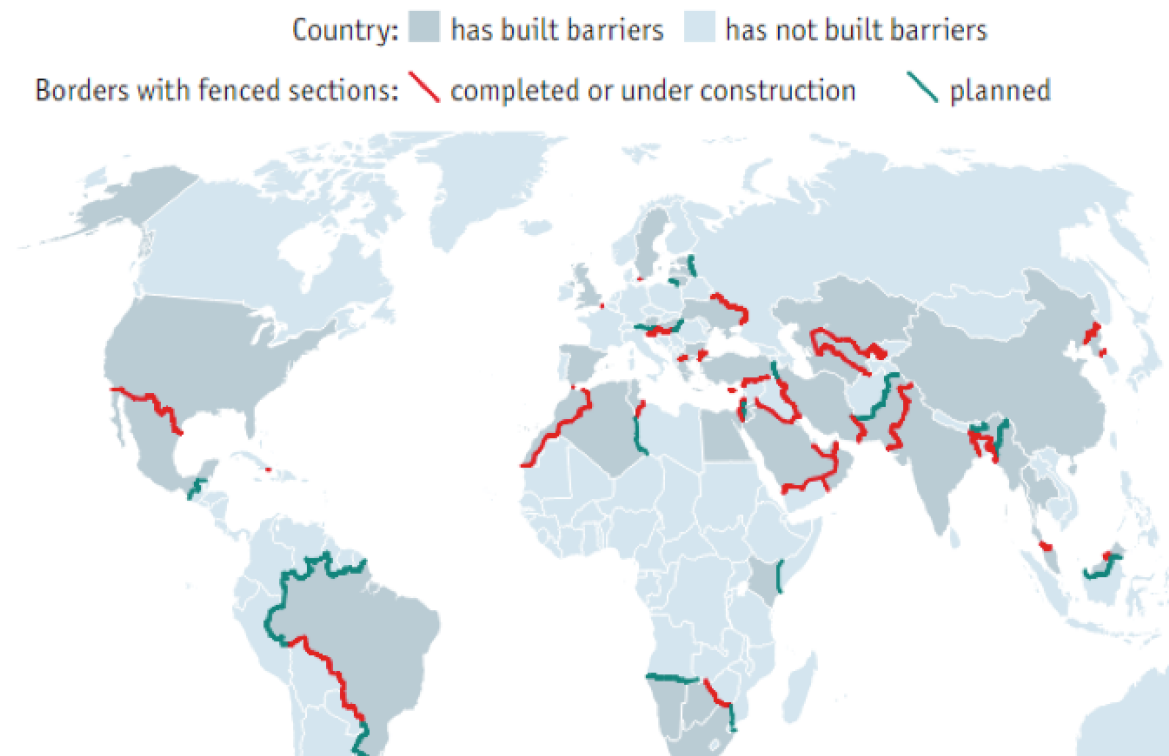 Country: has built barriers has not built barriers
Borders with fenced sections: completed or under construction planned